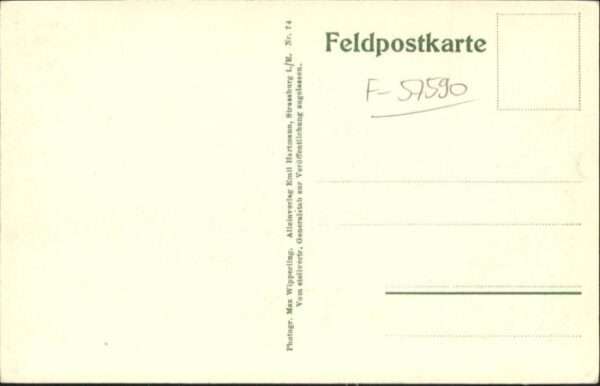 Feldpostkarte
F-57590
Photogr. Max Wipperling. Alleinverlag Emil Hartmann, Strassburg i./E. Nr. 74
Vom stellvertr. Generalstab zur Veröffentlichung zugelassen.